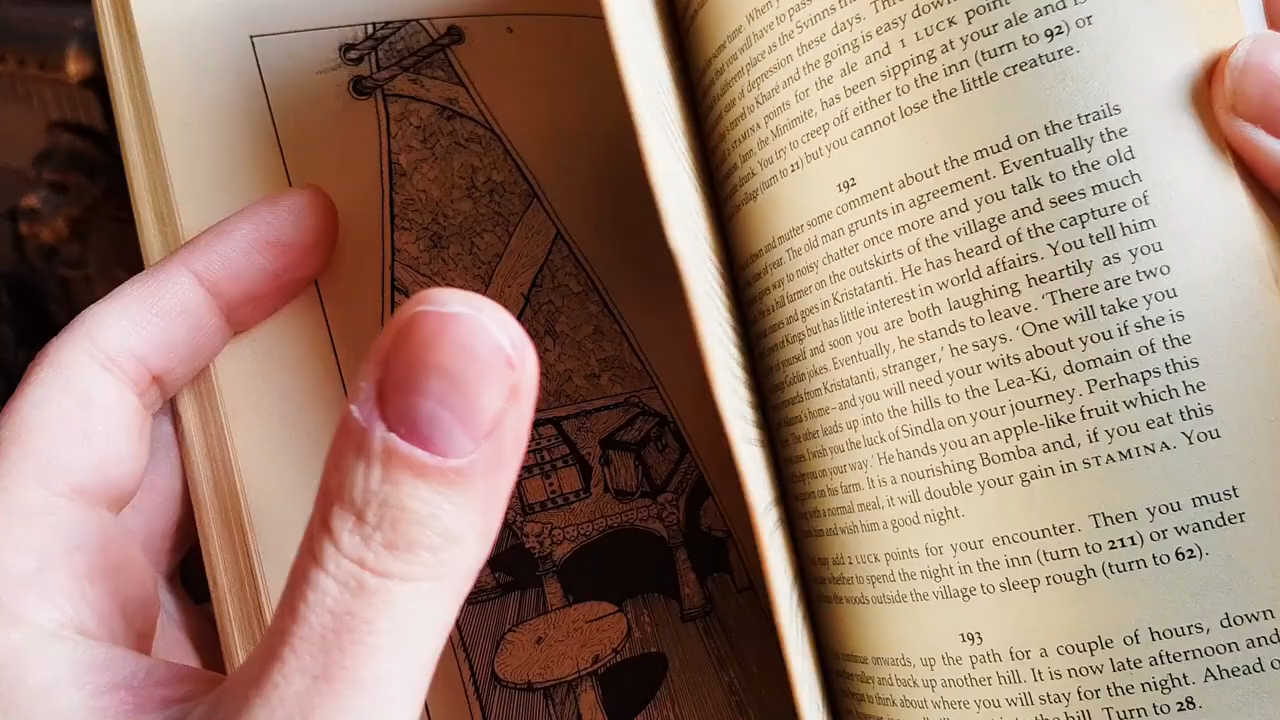 some time. When y
that you will have to pass
different place as the Svinns
state of depression these days. Th
travel to Kharé and the going is easy dow
STAMINA points for the ale and 1 LUCK point
Jann, the Minimite, has been sipping at your ale and is
drunk. You try to creep off either to the inn (turn to 92) or
village (turn to 21) but you cannot lose the little creature.
192
down and mutter some comment about the mud on the trails
of year. The old man grunts in agreement. Eventually the
gives way to noisy chatter once more and you talk to the old
He is a hill farmer on the outskirts of the village and sees much
comes and goes in Kristatanti. He has heard of the capture of
Crown of Kings but has little interest in world affairs. You tell him
of yourself and soon you are both laughing heartily as you
Goblin jokes. Eventually, he stands to leave. 'There are two
onwards from Kristatanti, stranger,' he says. 'One will take you
Alianna's home – and you will need your wits about you if she is
The other leads up into the hills to the Lea-Ki, domain of the
I wish you the luck of Sindla on your journey. Perhaps this
help you on your way.' He hands you an apple-like fruit which he
grown on his farm. It is a nourishing Bomba and, if you eat this
with a normal meal, it will double your gain in STAMINA. You
him and wish him a good night.
may add 2 LUCK points for your encounter. Then you must
whether to spend the night in the inn (turn to 211) or wander
the woods outside the village to sleep rough (turn to 62).
193
continue onwards, up the path for a couple of hours, down
valley and back up another hill. It is now late afternoon and
to think about where you will stay for the night. Ahead o
the hill. Turn to 28.